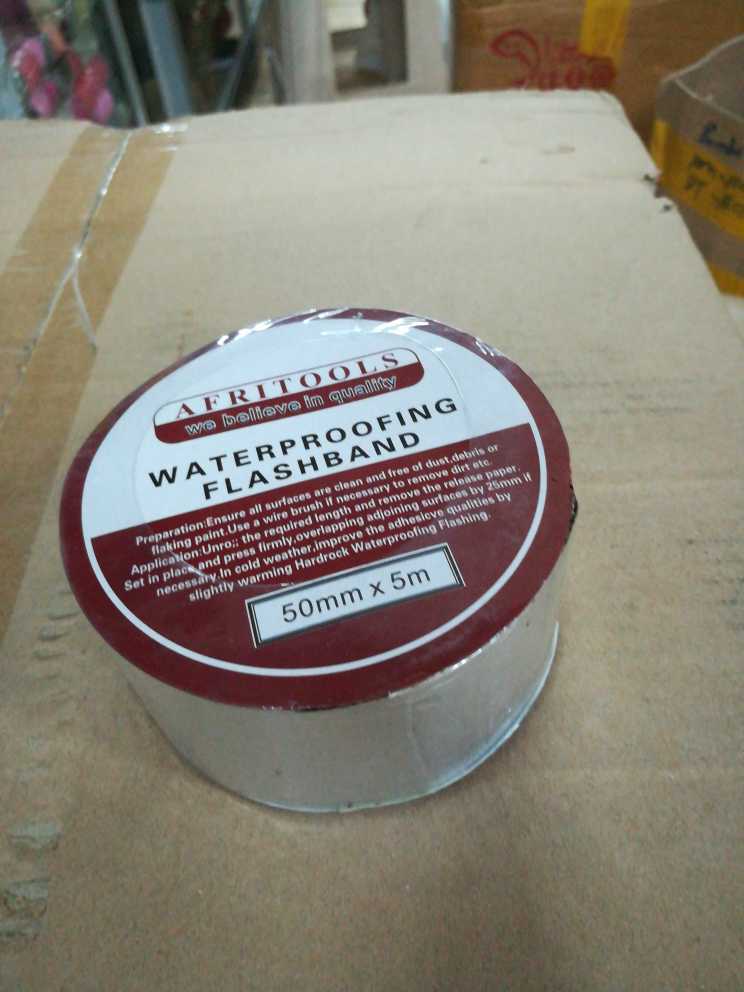 AFRITOOLS
we believe in quality
WATERPROOFING
FLASHBAND
Preparation:Ensure all surfaces are clean and free of dust,debris or
flaking paint.Use a wire brush if necessary to remove dirt etc.
Application:Unro:: the required length and remove the release paper.
Set in place and press firmly,overlapping adjoining surfaces by 25mm if
necessary.In cold weather,improve the adhesive qualities by
slightly warming Hardrock Waterproofing Flashing.
50mm x 5m